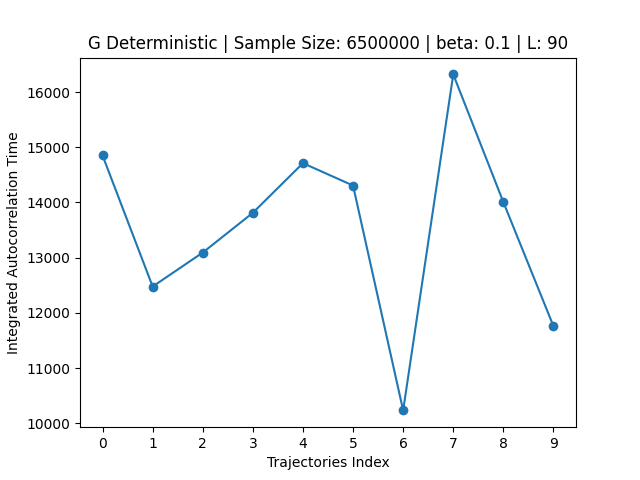 G Deterministic | Sample Size: 6500000 | beta: 0.1 | L: 90
Integrated Autocorrelation Time
16000
15000
14000
13000
12000
11000
10000
0 1 2 3 4 5 6 7 8 9
Trajectories Index